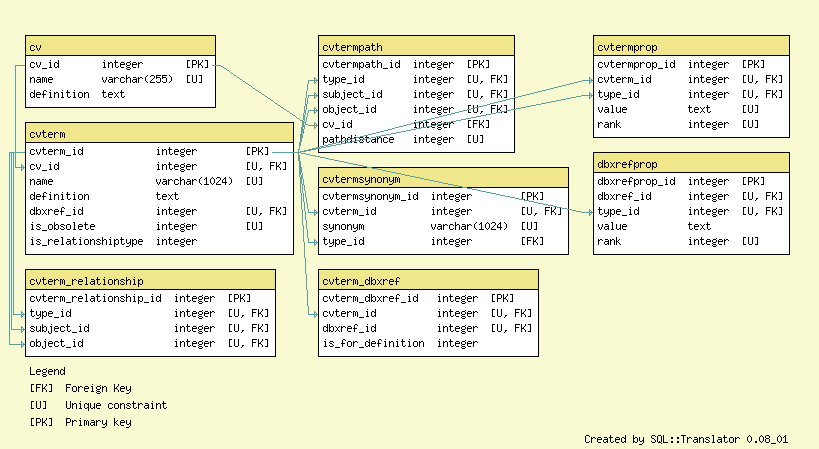 cv
cv_id integer [PK]
name varchar(255) [U]
definition text
cvterm
cvterm_id integer [PK]
cv_id integer [U, FK]
name varchar(1024) [U]
definition text
dbxref_id integer [U, FK]
is_obsolete integer [U]
is_relationshiptype integer
cvterm_relationship
cvterm_relationship_id integer [PK]
type_id integer [U, FK]
subject_id integer [U, FK]
object_id integer [U, FK]
cvtermpath
cvtermpath_id integer [PK]
type_id integer [U, FK]
subject_id integer [U, FK]
object_id integer [U, FK]
cv_id integer [FK]
pathdistance integer [U]
cvtermsynonym
cvtermsynonym_id integer [PK]
cvterm_id integer [U, FK]
synonym varchar(1024) [U]
type_id integer [FK]
cvterm_dbxref
cvterm_dbxref_id integer [PK]
cvterm_id integer [U, FK]
dbxref_id integer [U, FK]
is_for_definition integer
cvtermprop
cvtermprop_id integer [PK]
cvterm_id integer [U, FK]
type_id integer [U, FK]
value text [U]
rank integer [U]
dbxrefprop
dbxrefprop_id integer [PK]
dbxref_id integer [U, FK]
type_id integer [U, FK]
value text
rank integer [U]
Legend
[FK] Foreign Key
[U] Unique constraint
[PK] Primary key
Created by SQL::Translator 0.08_01